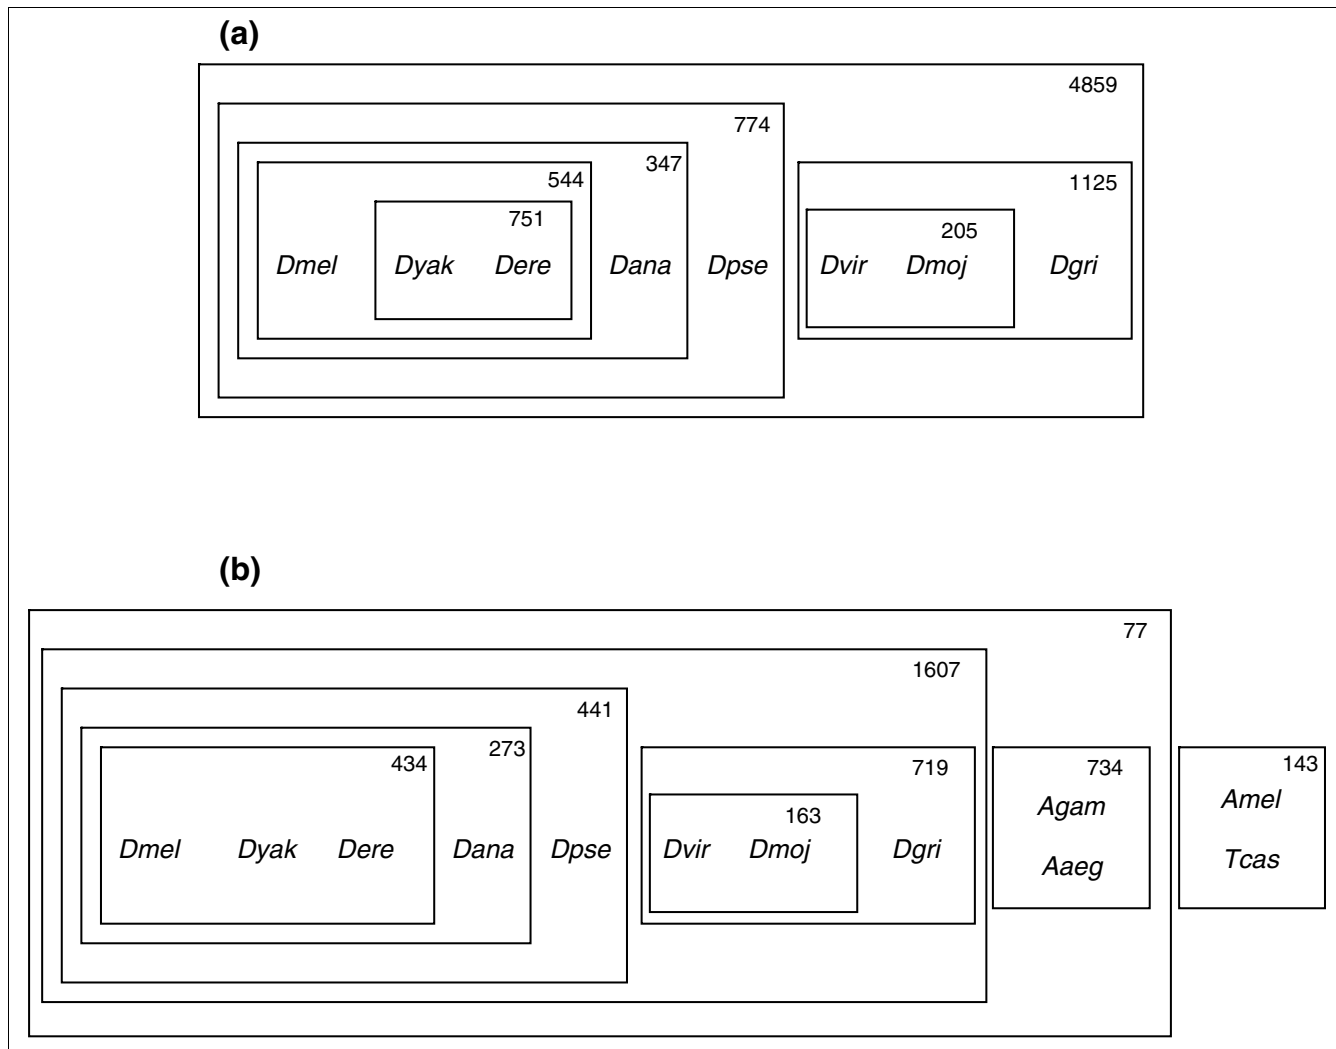 (a)
4859
774
347
1125
544
751
205
Dmel Dyak Dere Dana Dpse Dvir Dmoj Dgri
(b)
77
1607
441
273
434
719
734
143
163
Agam
Amel
Dmel Dyak Dere Dana Dpse Dvir Dmoj Dgri
Aaeg
Tcas